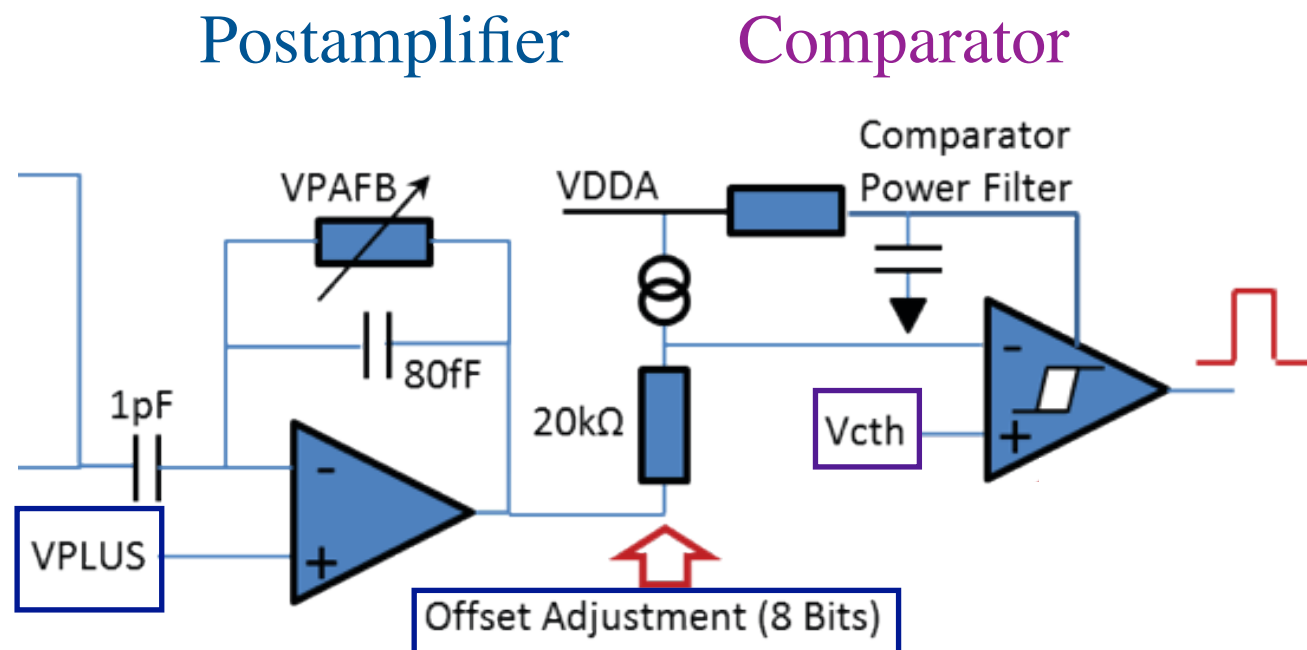 Postamplifier
Comparator
Comparator
Power Filter
VPAFB
VDDA
80fF
1pF
20kΩ
Vcth
-
+
-
+
VPLUS
Offset Adjustment (8 Bits)